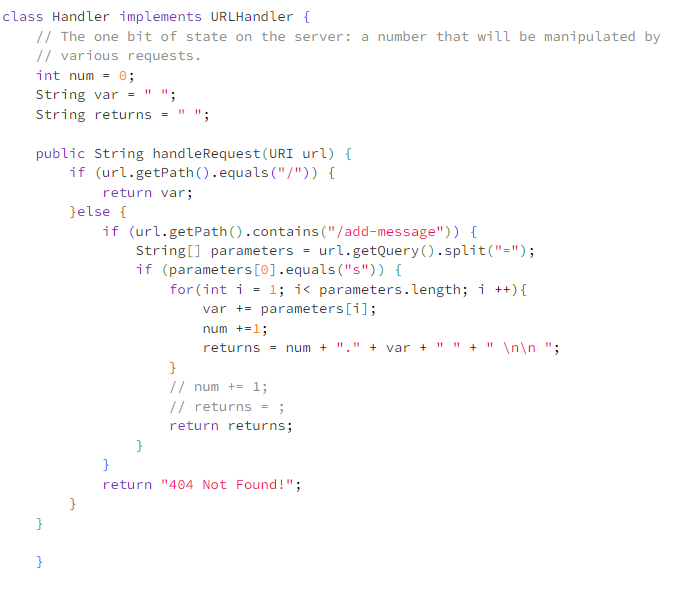 class Handler implements URLHandler {
    // The one bit of state on the server: a number that will be manipulated by
    // various requests.
    int num = 0;
    String var = " ";
    String returns = " ";

    public String handleRequest(URI url) {
        if (url.getPath().equals("/")) {
            return var;
        }else {
            if (url.getPath().contains("/add-message")) {
                String[] parameters = url.getQuery().split("=");
                if (parameters[0].equals("s")) {
                    for(int i = 1; i< parameters.length; i ++){
                        var += parameters[i];
                        num +=1;
                        returns = num + "." + var + " " + " \n\n ";
                    }
                    // num += 1;
                    // returns = ;
                    return returns;
                }
            }
            return "404 Not Found!";
        }
    }

    }